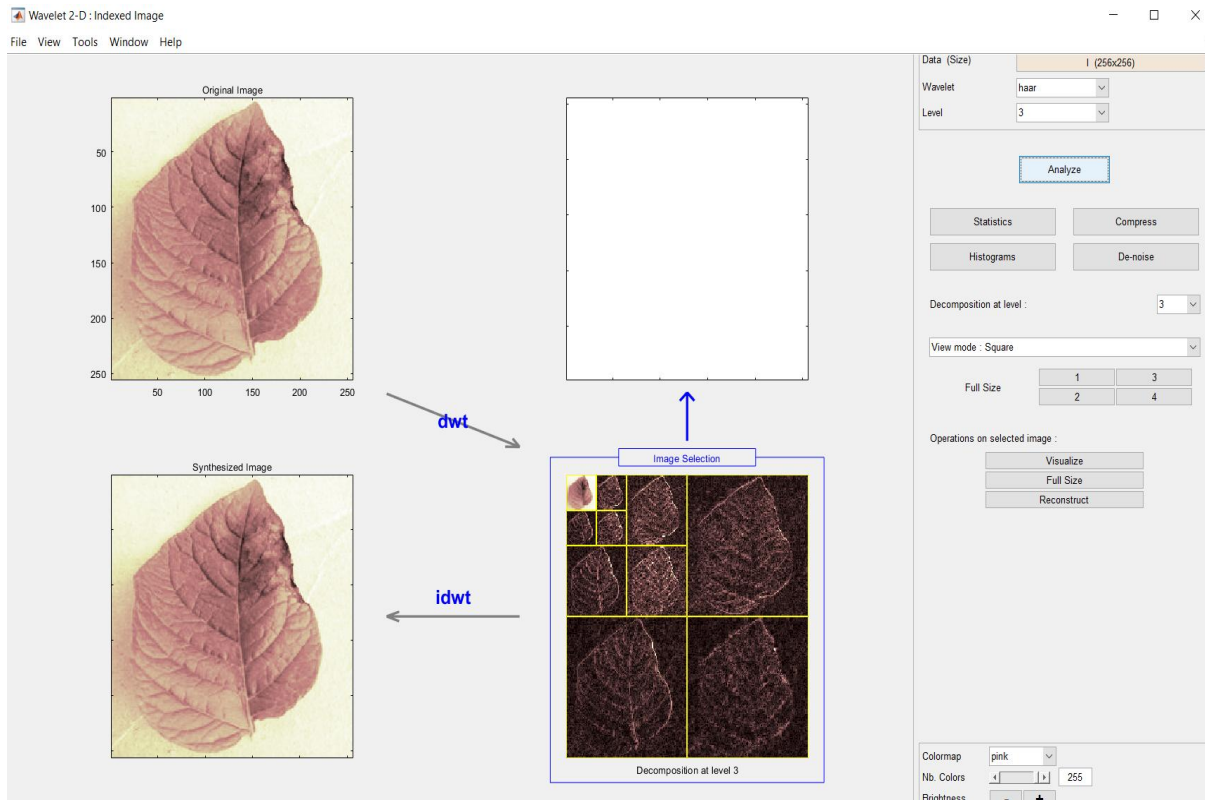 Wavelet 2-D : Indexed Image
File View Tools Window Help
Original Image
50
100
150
200
250
50 100 150 200 250
dwt
Synthesized Image
idwt
Image Selection
Decomposition at level 3
Data (Size) I (256x256)
Wavelet haar
Level 3
Analyze
Statistics Compress
Histograms De-noise
Decomposition at level : 3
View mode : Square
Full Size 1 3
2 4
Operations on selected image :
Visualize
Full Size
Reconstruct
Colormap pink
Nb. Colors 255
Brightness - +